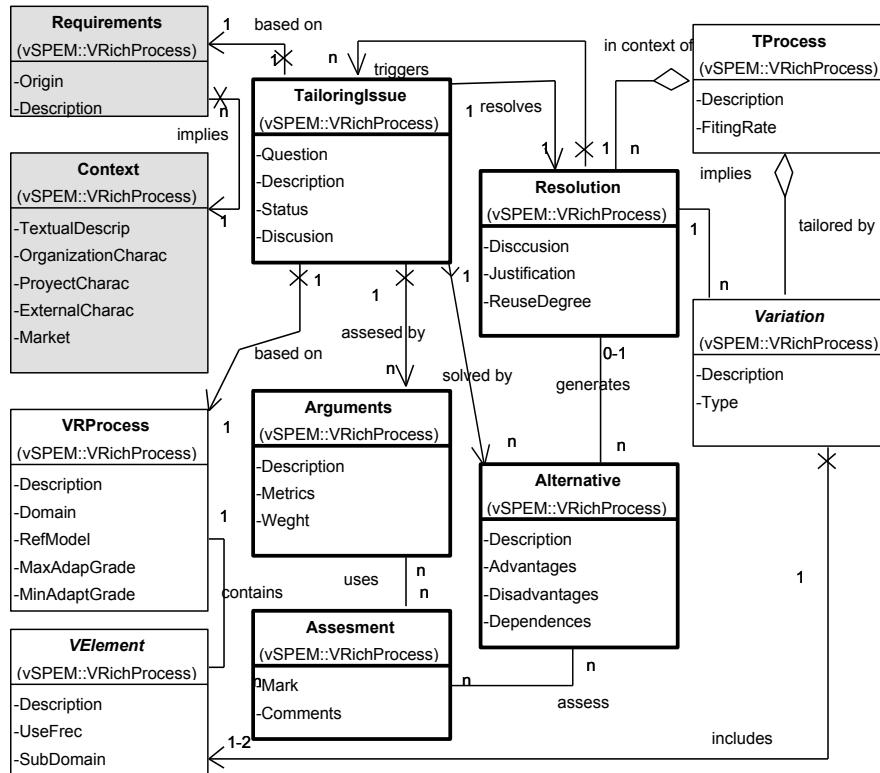 Requirements
(vSPEM::VRichProcess)
-Origin
-Description
1
based on
1
n
triggers
in context of
TProcess
(vSPEM::VRichProcess)
-Description
-FitingRate
TailoringIssue
(vSPEM::VRichProcess)
-Question
-Description
-Status
-Discusion
1
resolves
1
1
n
implies
n
implies
1
Context
(vSPEM::VRichProcess)
-TextualDescrip
-OrganizationCharac
-ProyectCharac
-ExternalCharac
-Market
Resolution
(vSPEM::VRichProcess)
-Disccusion
-Justification
-ReuseDegree
1
n
tailored by
Variation
(vSPEM::VRichProcess)
-Description
-Type
1
1
1
assesed by
based on
n
solved by
0-1
generates
n
n
VRProcess
(vSPEM::VRichProcess)
-Description
-Domain
-RefModel
-MaxAdapGrade
-MinAdaptGrade
1
1
contains
Arguments
(vSPEM::VRichProcess)
-Description
-Metrics
-Weght
uses
n
n
Alternative
(vSPEM::VRichProcess)
-Description
-Advantages
-Disadvantages
-Dependences
1
VElement
(vSPEM::VRichProcess)
-Description
-UseFrec
-SubDomain
n
1-2
Assesment
(vSPEM::VRichProcess)
-Mark
-Comments
n
n
assess
includes